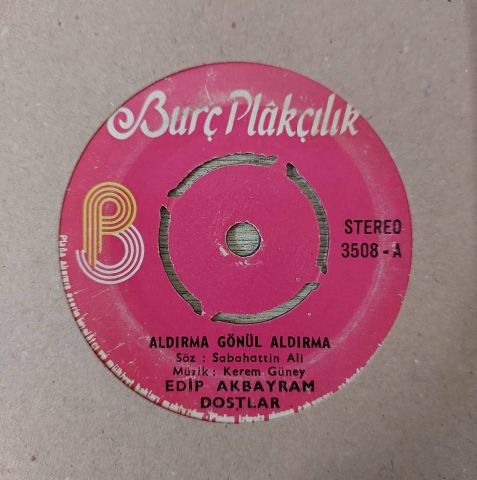 Burç Plâkçılık
STEREO
3508 - A
ALDIRMA GÖNÜL ALDIRMA
Söz : Sabahattin Ali
Müzik : Kerem Güney
EDİP AKBAYRAM
DOSTLAR